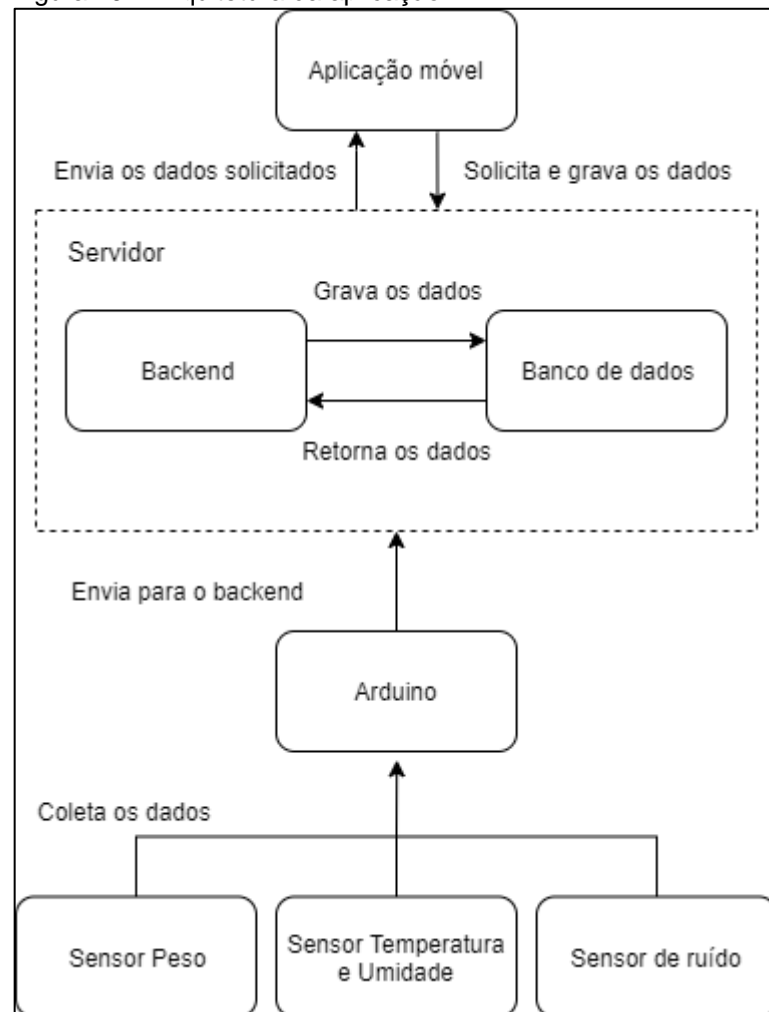 Aplicação móvel
Envia os dados solicitados
Solicita e grava os dados
Servidor
Grava os dados
Backend
Banco de dados
Retorna os dados
Envia para o backend
Arduino
Coleta os dados
Sensor Peso
Sensor Temperatura
e Umidade
Sensor de ruído